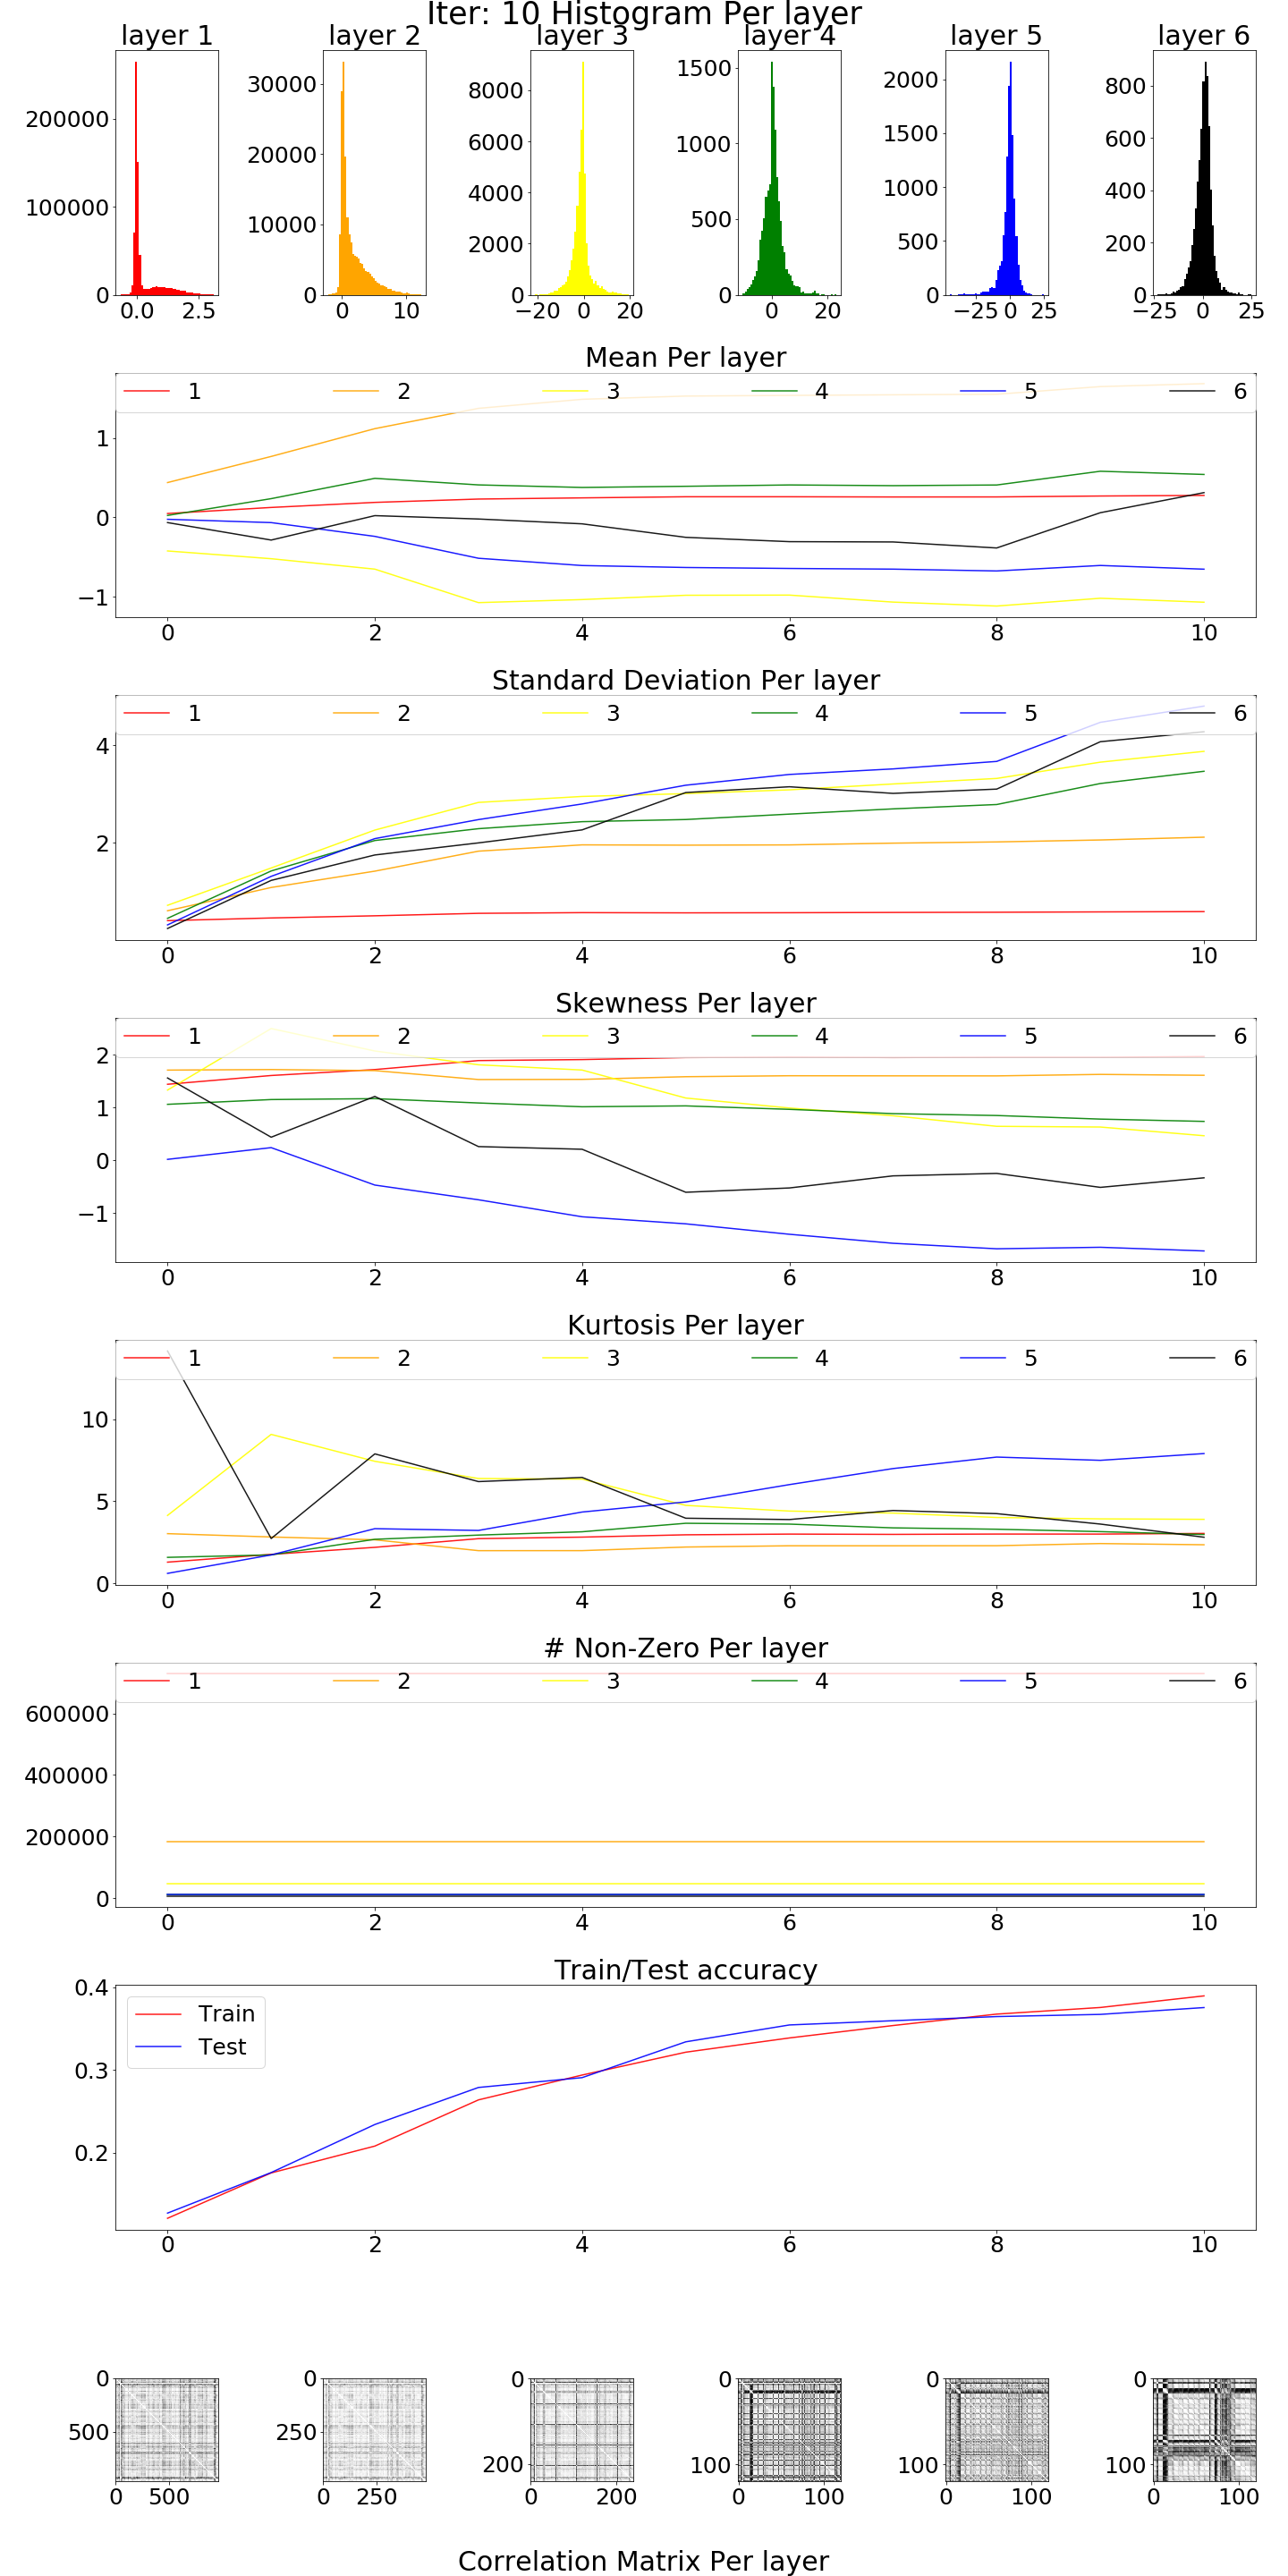 Iter: 10 Histogram Per layer
layer 1 layer 2 layer 3 layer 4 layer 5 layer 6
200000 100000 0
30000 20000 10000 0
8000 6000 4000 2000 0
1500 1000 500 0
2000 1500 1000 500 0
800 600 400 200 0
0.0 2.5 0 10 −20 0 20 0 20 −25 0 25 −25 0 25
Mean Per layer
1 2 3 4 5 6
1
0
−1
0 2 4 6 8 10
Standard Deviation Per layer
1 2 3 4 5 6
4
2
0 2 4 6 8 10
Skewness Per layer
1 2 3 4 5 6
2
1
0
−1
0 2 4 6 8 10
Kurtosis Per layer
1 2 3 4 5 6
10
5
0
0 2 4 6 8 10
# Non-Zero Per layer
1 2 3 4 5 6
600000
400000
200000
0
0 2 4 6 8 10
Train/Test accuracy
0.4
Train
Test
0.3
0.2
0 2 4 6 8 10
0 0 0 0 0 0
500 250 200 100 100 100
0 500 0 250 0 200 0 100 0 100 0 100
Correlation Matrix Per layer